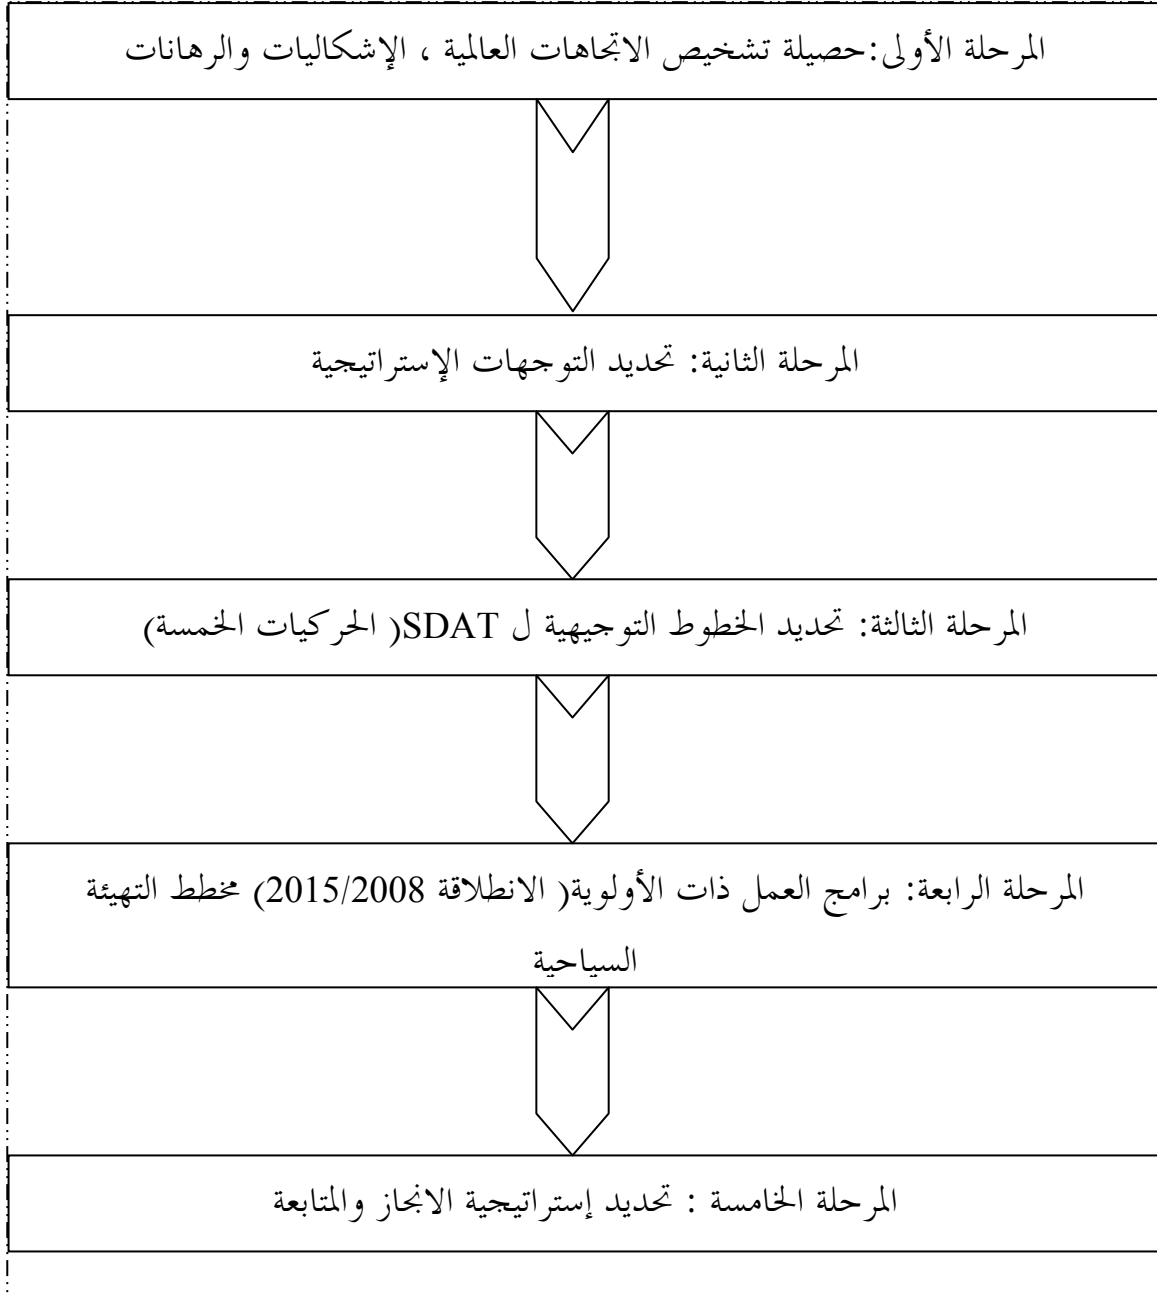 المرحلة الأولى:حصيلة تشخيص الاتجاهات العالمية ، الإشكاليات والرهانات
المرحلة الثانية: تحديد التوجهات الإستراتيجية
المرحلة الثالثة: تحديد الخطوط التوجيهية ل SDAT( الحركيات الخمسة)
المرحلة الرابعة: برامج العمل ذات الأولوية( الانطلاقة 2015/2008) مخطط التهيئة
السياحية
المرحلة الخامسة : تحديد إستراتيجية الانجاز والمتابعة